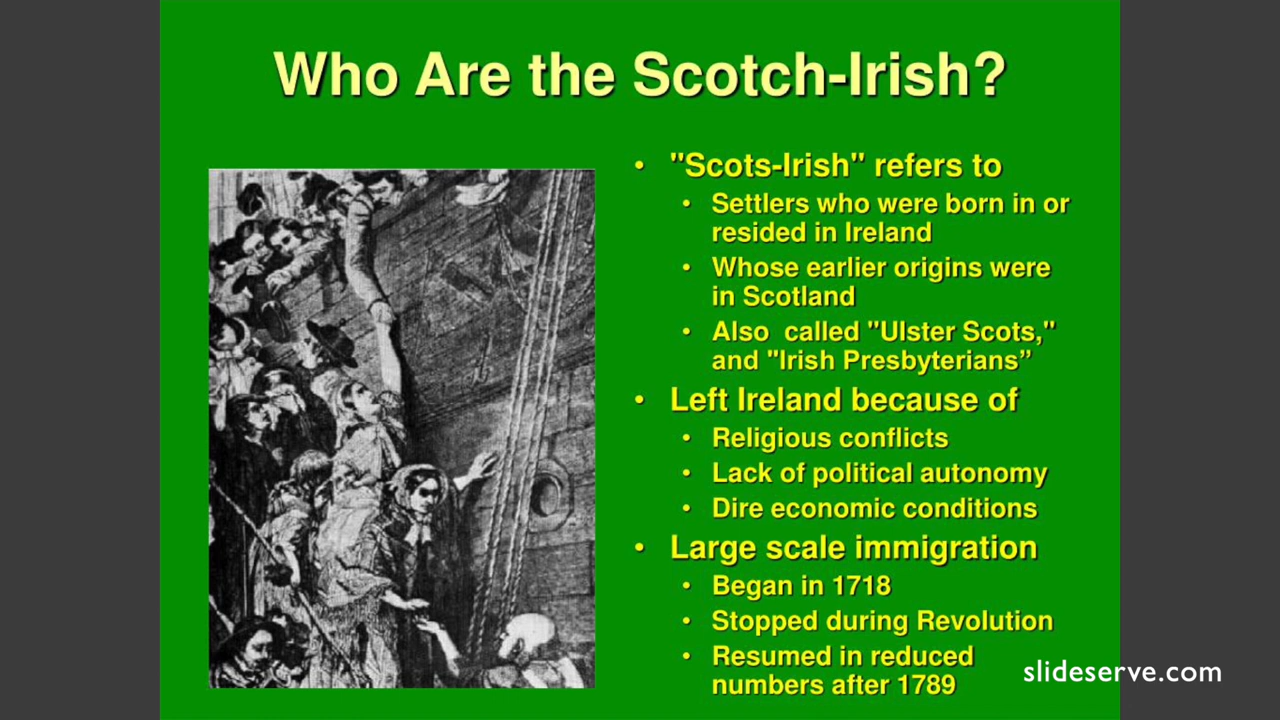 Who Are the Scotch-Irish?
• "Scots-Irish" refers to
• Settlers who were born in or
resided in Ireland
• Whose earlier origins were
in Scotland
• Also called "Ulster Scots,"
and "Irish Presbyterians”
• Left Ireland because of
• Religious conflicts
• Lack of political autonomy
• Dire economic conditions
• Large scale immigration
• Began in 1718
• Stopped during Revolution
• Resumed in reduced
numbers after 1789
slideserve.com